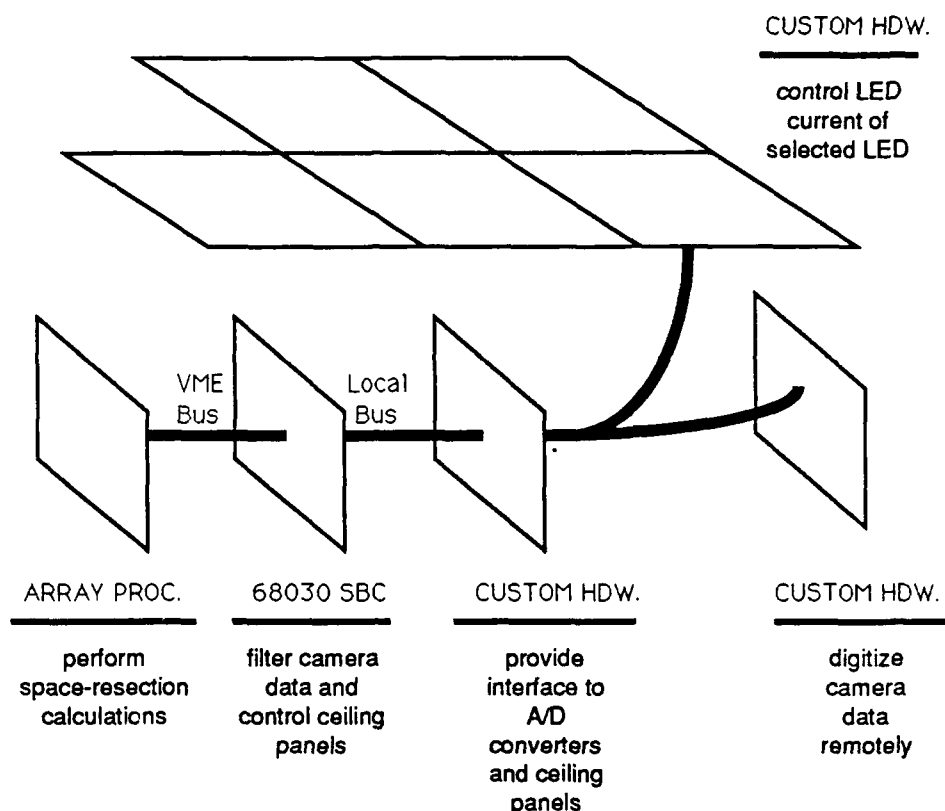 CUSTOM HDW.
control LED
current of
selected LED
VME
Bus
Local
Bus
ARRAY PROC.
perform
space-resection
calculations
68030 SBC
filter camera
data and
control ceiling
panels
CUSTOM HDW.
provide
interface to
A/D
converters
and ceiling
panels
CUSTOM HDW.
digitize
camera
data
remotely